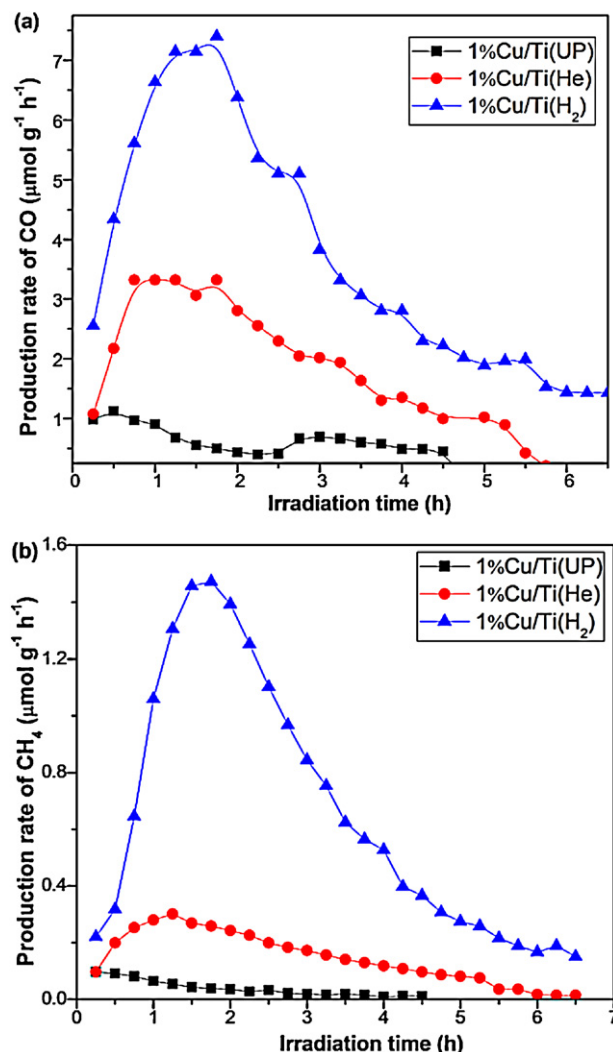 (a)
1%Cu/Ti(UP)
1%Cu/Ti(He)
1%Cu/Ti(H₂)
Production rate of CO (μmol g⁻¹ h⁻¹)
7
6
5
4
3
2
1
0 1 2 3 4 5 6
Irradiation time (h)
(b)
1%Cu/Ti(UP)
1%Cu/Ti(He)
1%Cu/Ti(H₂)
Production rate of CH₄ (μmol g⁻¹ h⁻¹)
1.6
1.2
0.8
0.4
0.0
0 1 2 3 4 5 6 7
Irradiation time (h)